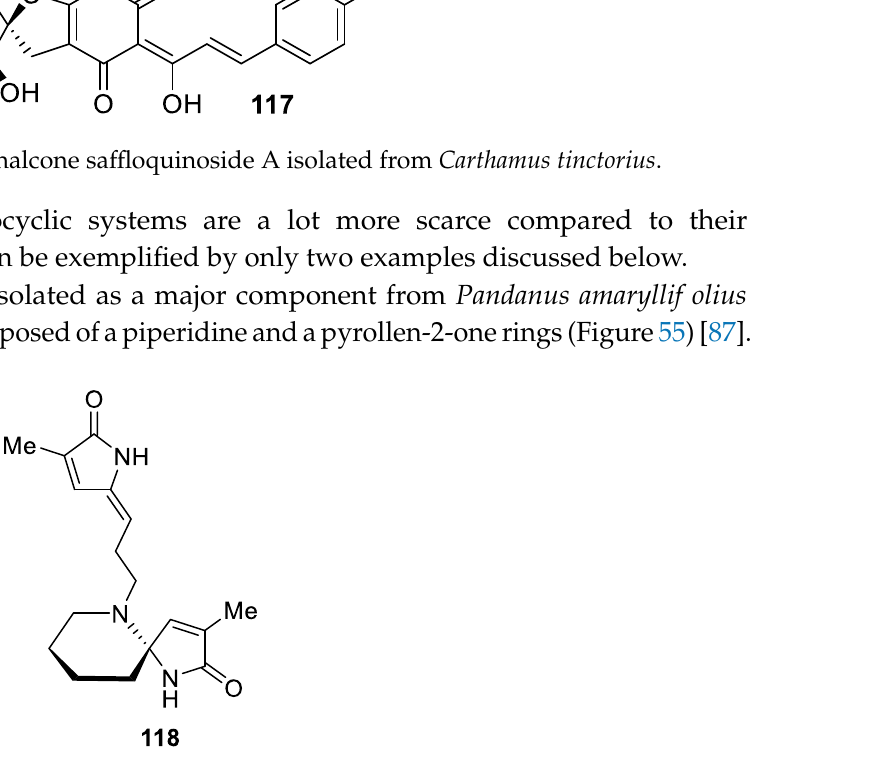 OH
O
OH
117
halcone saffloquinoside A isolated from Carthamus tinctorius.
ocyclic systems are a lot more scarce compared to their
n be exemplified by only two examples discussed below.
solated as a major component from Pandanus amaryllif olius
posed of a piperidine and a pyrollen-2-one rings (Figure 55) [87].
O
Me
NH
N
Me
N
H
O
118